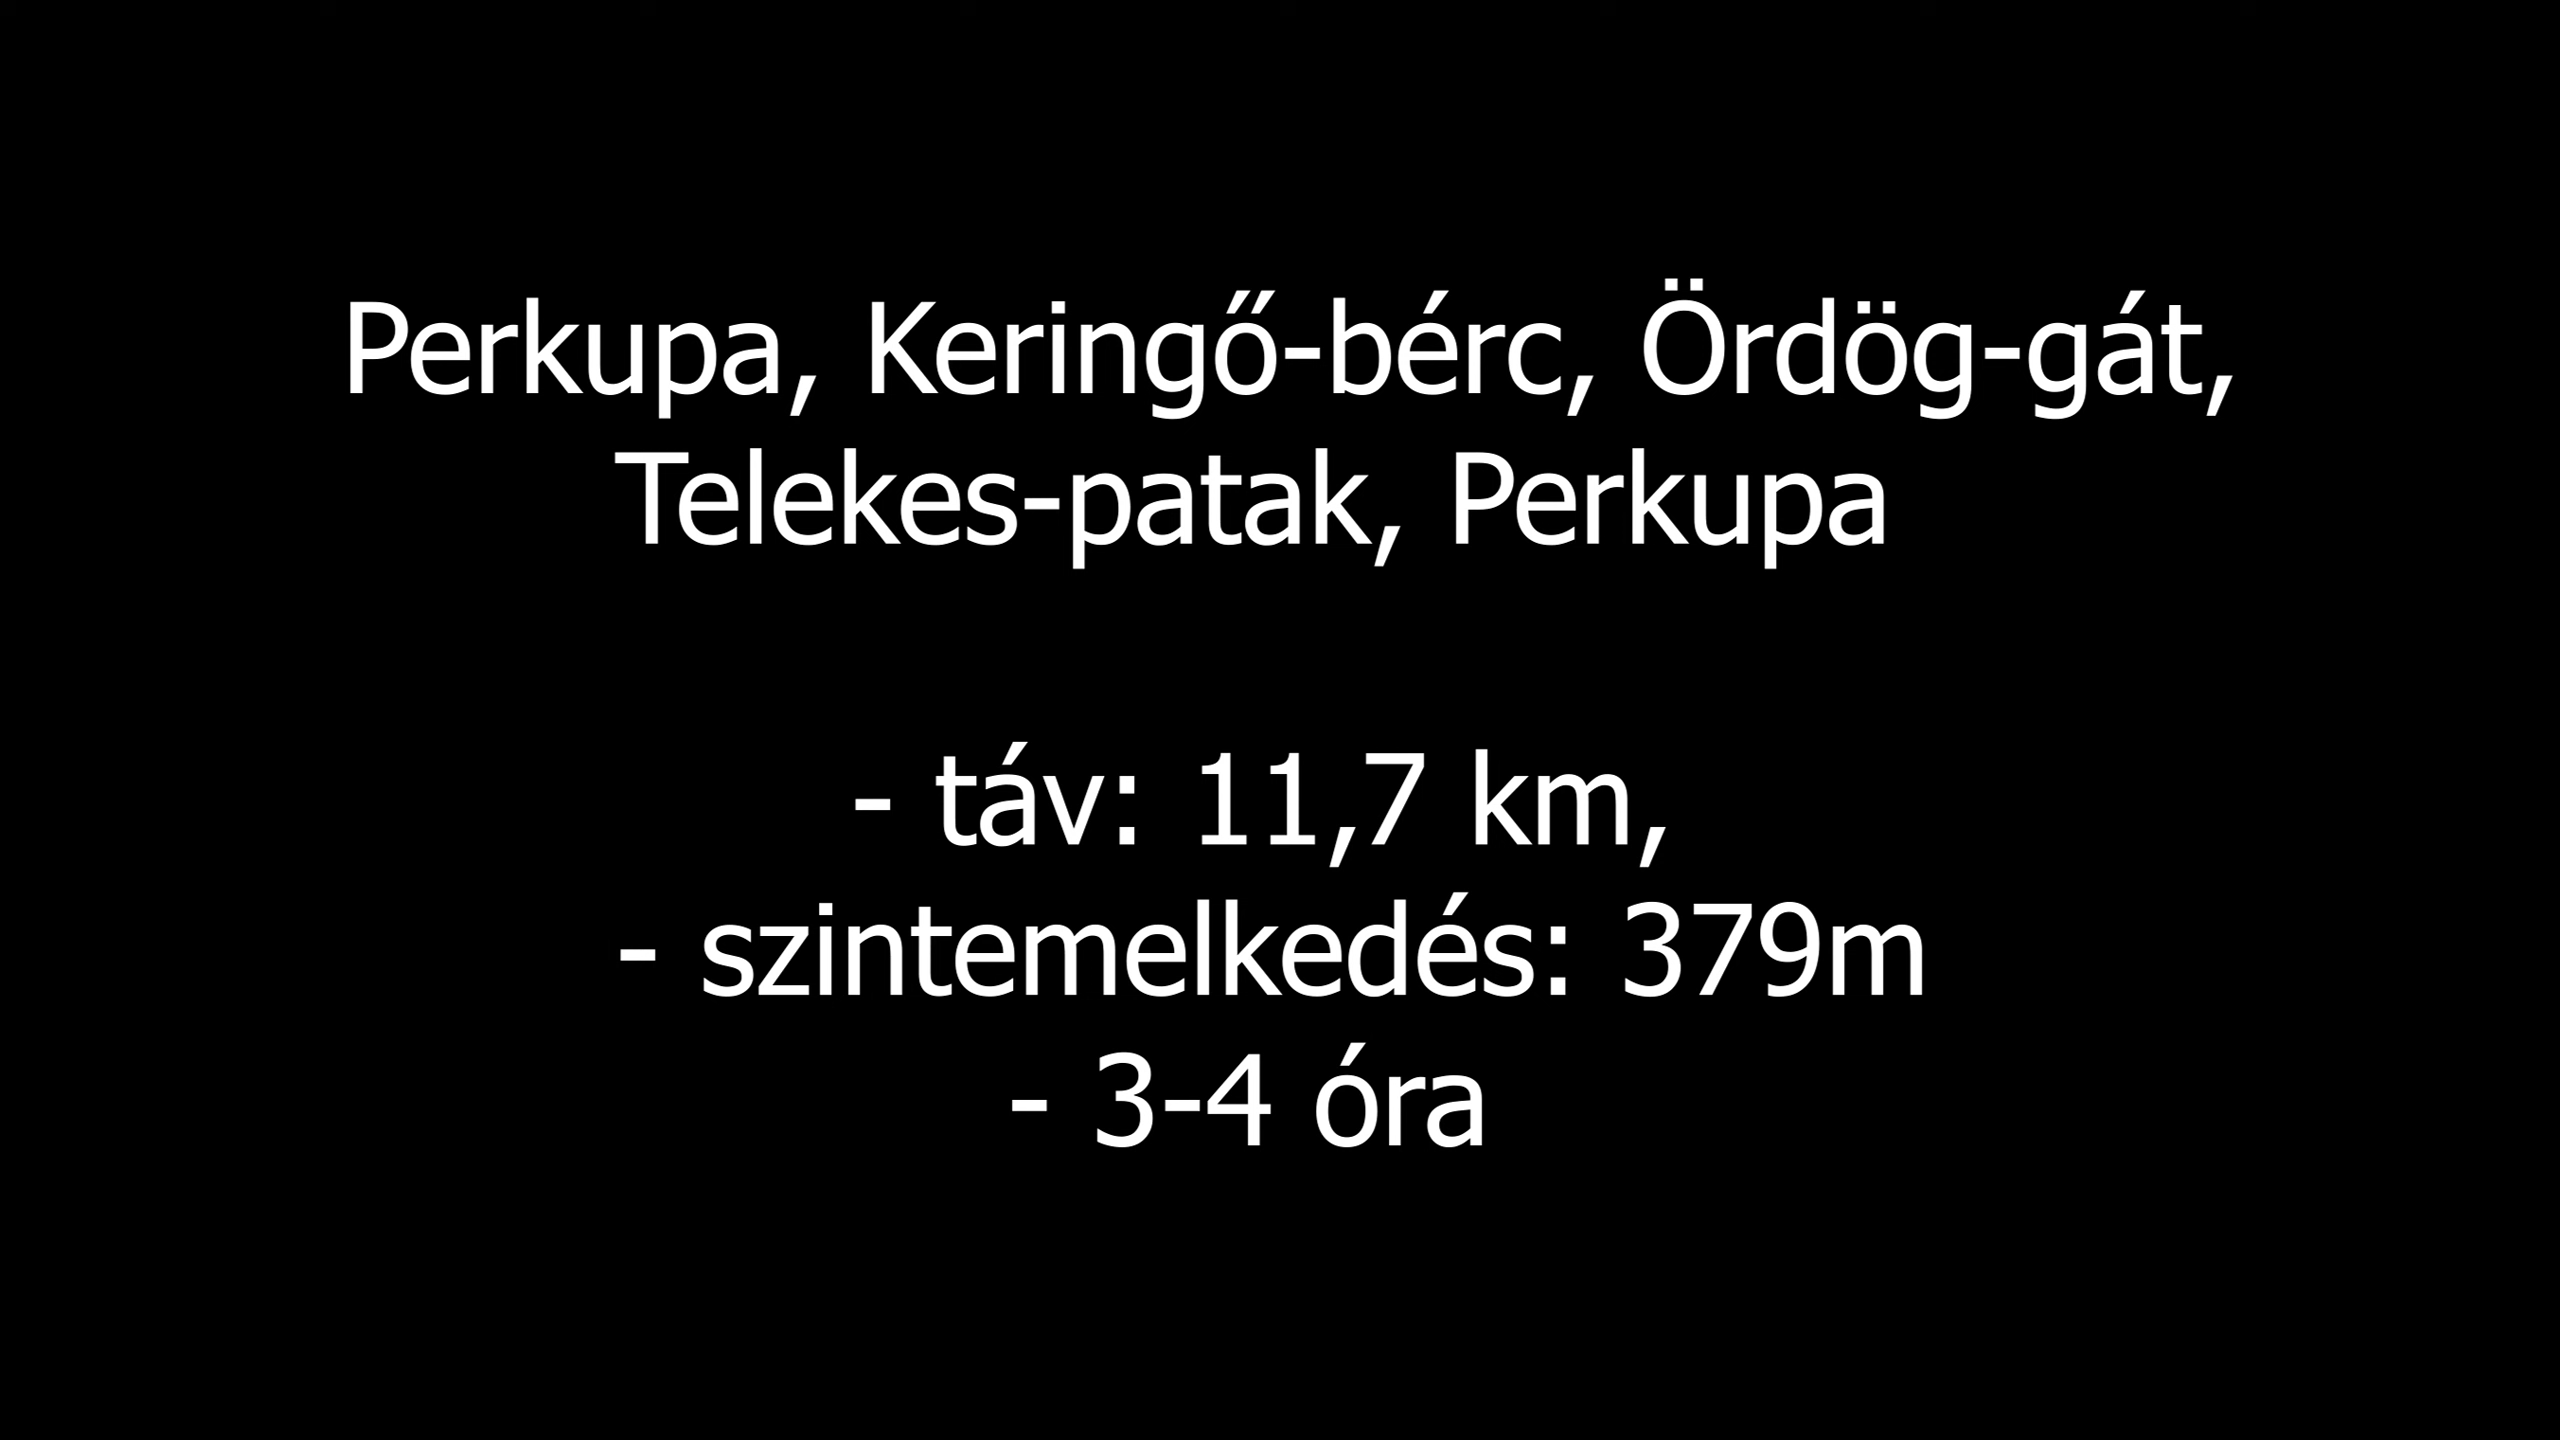 Perkupa, Keringő-bérc, Ördög-gát,
Telekes-patak, Perkupa
- táv: 11,7 km,
- szintemelkedés: 379m
- 3-4 óra